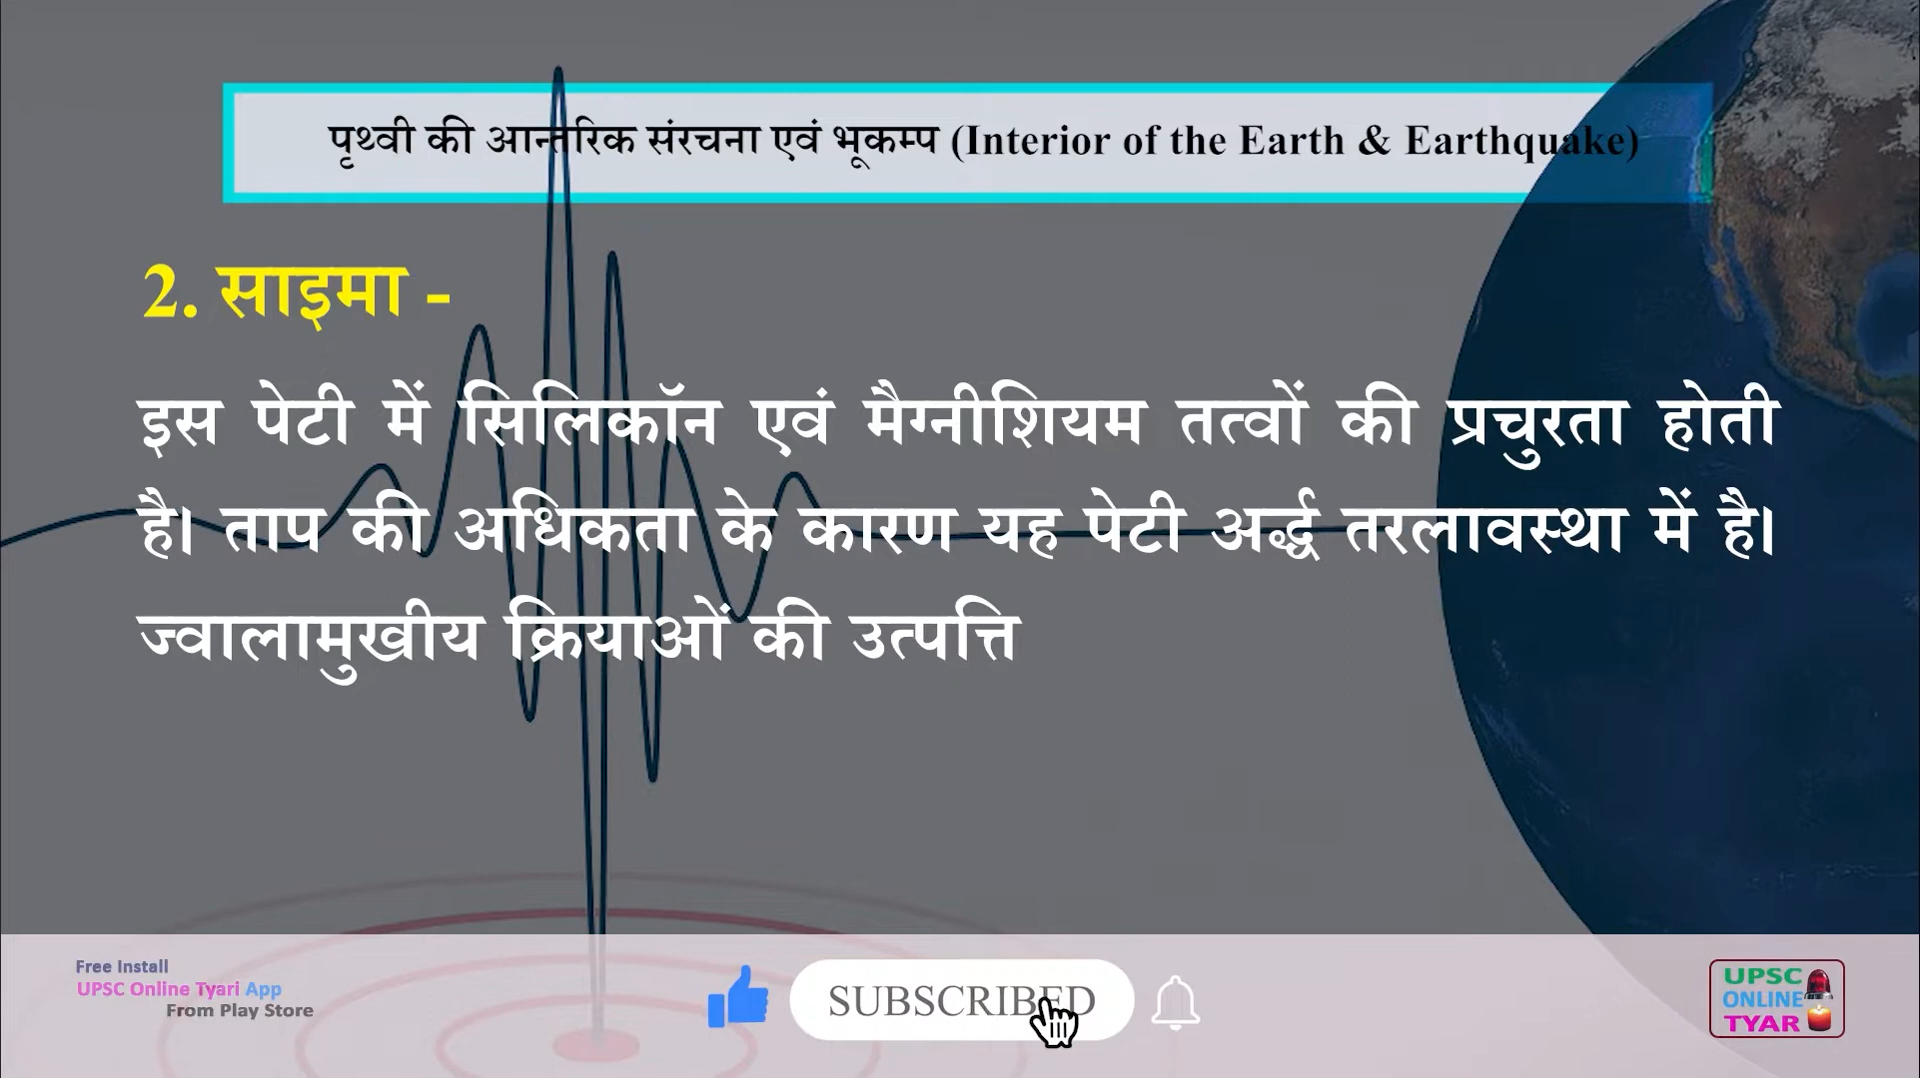 पृथ्वी की आन्तरिक संरचना एवं भूकम्प (Interior of the Earth & Earthquake)
2. साइमा -
इस पेटी में सिलिकॉन एवं मैग्नीशियम तत्वों की प्रचुरता होती
है। ताप की अधिकता के कारण यह पेटी अर्द्ध तरलावस्था में है।
ज्वालामुखीय क्रियाओं की उत्पत्ति
Free Install
UPSC Online Tyari App
From Play Store
SUBSCRIBED
UPSC
ONLINE
TYAR